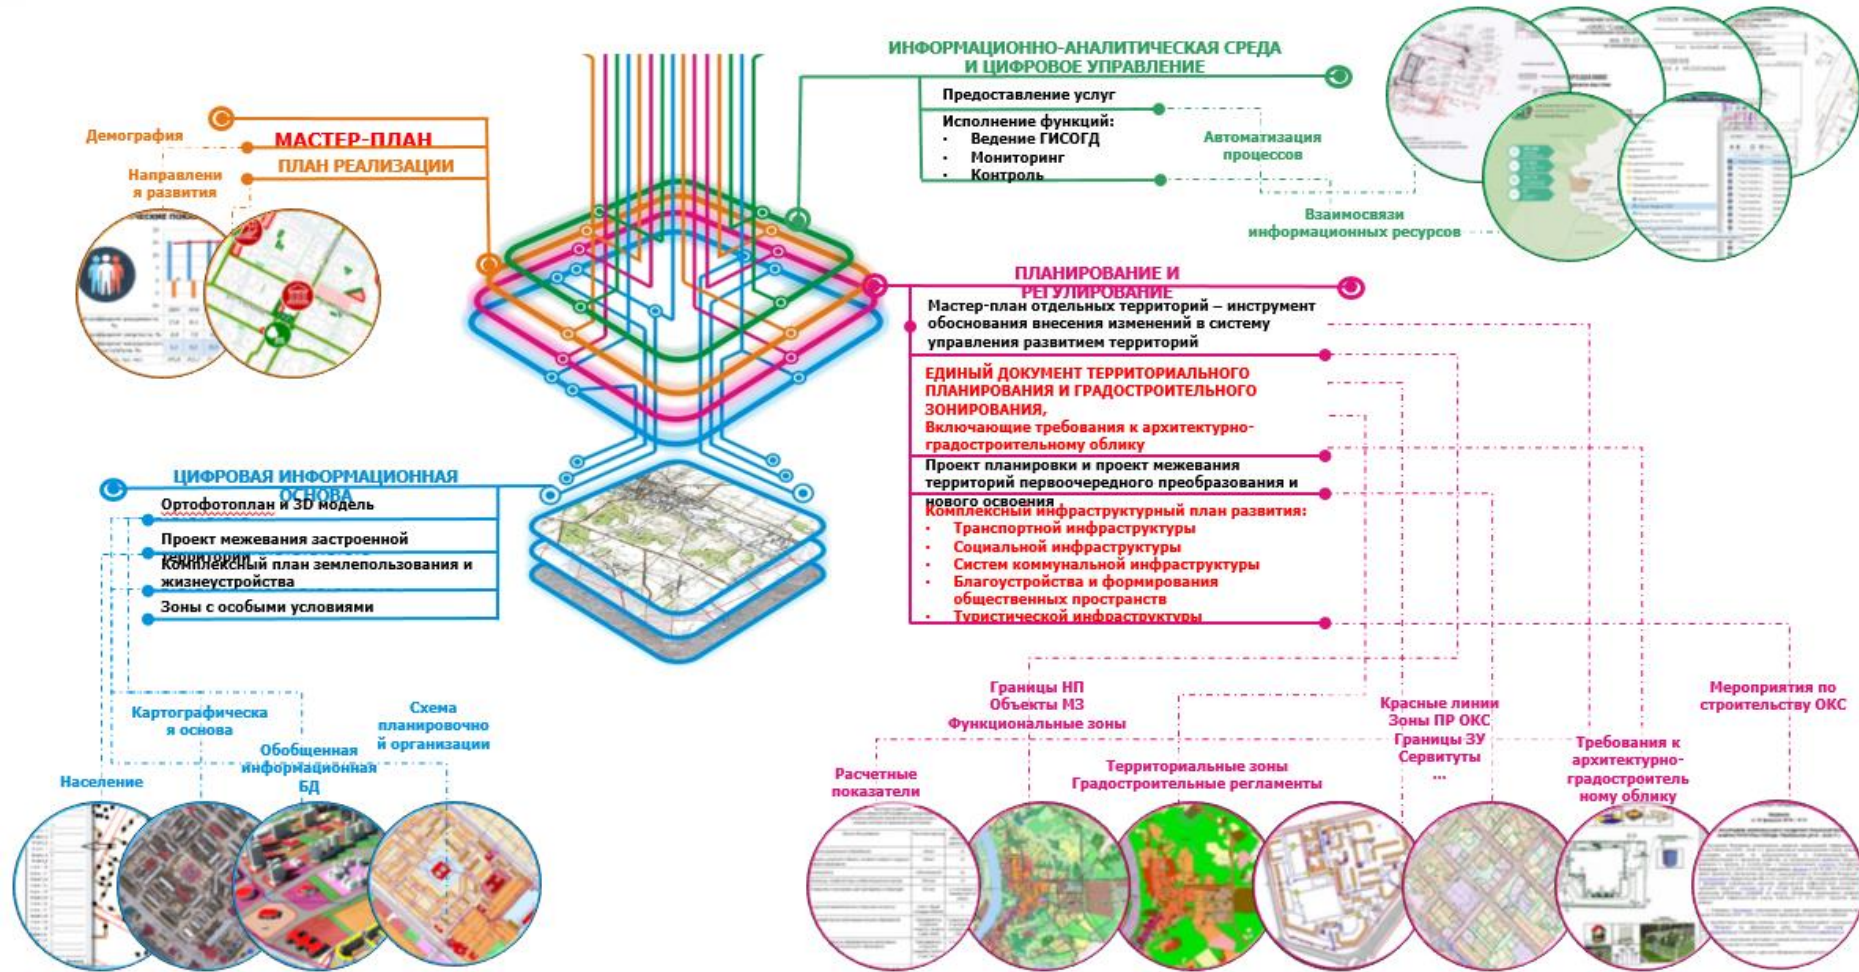 ИНФОРМАЦИОННО-АНАЛИТИЧЕСКАЯ СРЕДА
И ЦИФРОВОЕ УПРАВЛЕНИЕ
Предоставление услуг
Исполнение функций:
• Ведение ГИСОГД
• Мониторинг
• Контроль
Автоматизация
процессов
Взаимосвязи
информационных ресурсов
Демография
МАСТЕР-ПЛАН
ПЛАН РЕАЛИЗАЦИИ
Направлени
я развития
ПЛАНИРОВАНИЕ И
РЕГУЛИРОВАНИЕ
Мастер-план отдельных территорий – инструмент
обоснования внесения изменений в систему
управления развитием территорий
ЕДИНЫЙ ДОКУМЕНТ ТЕРРИТОРИАЛЬНОГО
ПЛАНИРОВАНИЯ И ГРАДОСТРОИТЕЛЬНОГО
ЗОНИРОВАНИЯ,
Включающие требования к архитектурно-
градостроительному облику
Проект планировки и проект межевания
территорий первоочередного преобразования и
нового освоения
Комплексный инфраструктурный план развития:
• Транспортной инфраструктуры
• Социальной инфраструктуры
• Систем коммунальной инфраструктуры
• Благоустройства и формирования
общественных пространств
• Туристической инфраструктуры
ЦИФРОВАЯ ИНФОРМАЦИОННАЯ
ОСНОВА
Ортофотоплан и 3D модель
Проект межевания застроенной
территории
Комплексный план землепользования и
жизнеустройства
Зоны с особыми условиями
Население
Картографическа
я основа
Обобщенная
информационная
БД
Схема
планировочно
й организации
Расчетные
показатели
Границы НП
Объекты МЗ
Функциональные зоны
Территориальные зоны
Градостроительные регламенты
Красные линии
Зоны ПР ОКС
Границы ЗУ
Сервитуты
...
Требования к
архитектурно-
градостроитель
ному облику
Мероприятия по
строительству ОКС